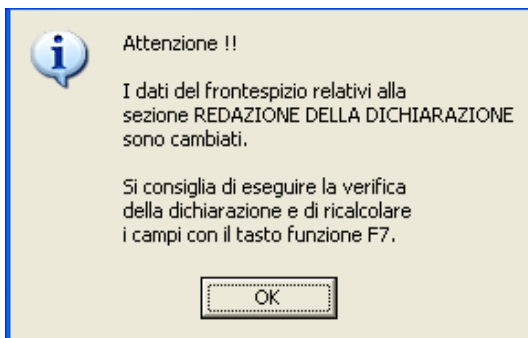 Attenzione !!
I dati del frontespizio relativi alla
sezione REDAZIONE DELLA DICHIARAZIONE
sono cambiati.
Si consiglia di eseguire la verifica
della dichiarazione e di ricalcolare
i campi con il tasto funzione F7.
OK